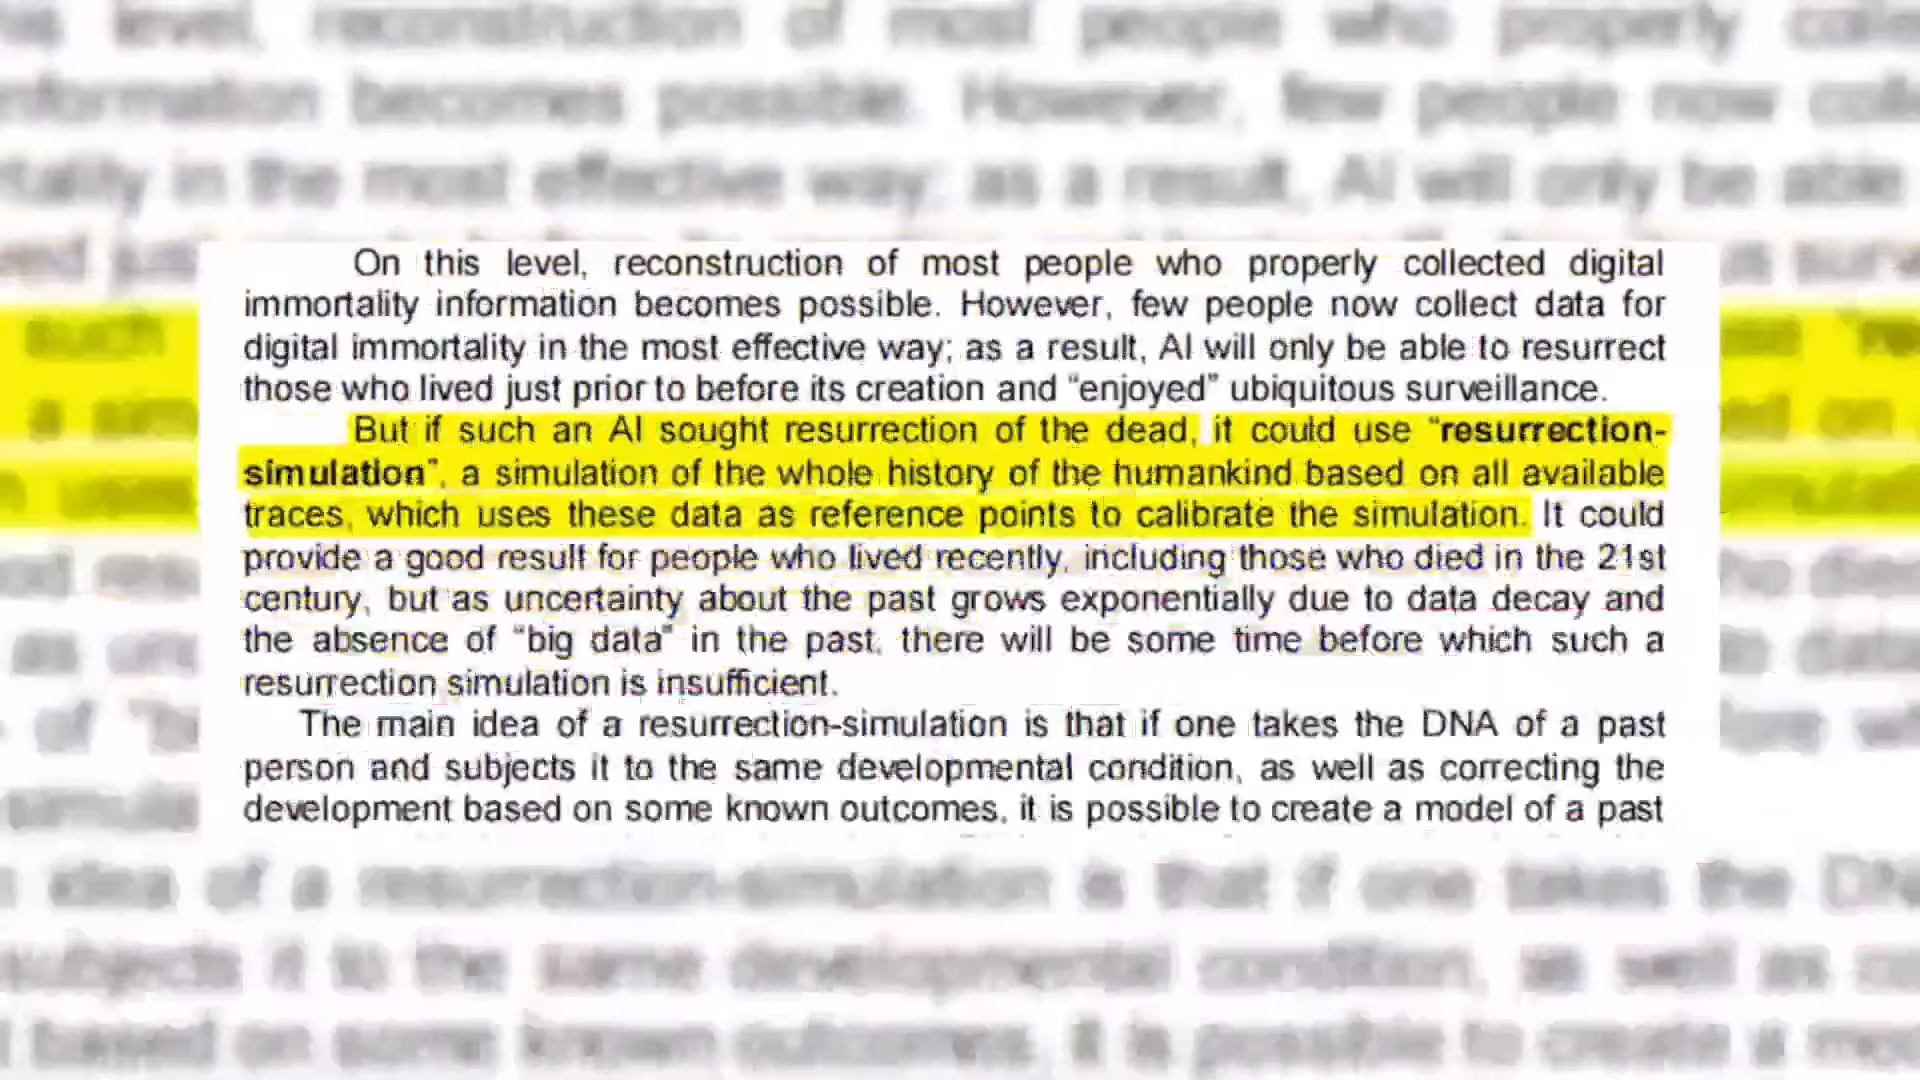 On this level, reconstruction of most people who properly collected digital
immortality information becomes possible. However, few people now collect data for
digital immortality in the most effective way; as a result, AI will only be able to resurrect
those who lived just prior to before its creation and “enjoyed” ubiquitous surveillance.
But if such an AI sought resurrection of the dead, it could use “resurrection-
simulation”, a simulation of the whole history of the humankind based on all available
traces, which uses these data as reference points to calibrate the simulation. It could
provide a good result for people who lived recently, including those who died in the 21st
century, but as uncertainty about the past grows exponentially due to data decay and
the absence of “big data” in the past, there will be some time before which such a
resurrection simulation is insufficient.
The main idea of a resurrection-simulation is that if one takes the DNA of a past
person and subjects it to the same developmental condition, as well as correcting the
development based on some known outcomes, it is possible to create a model of a past